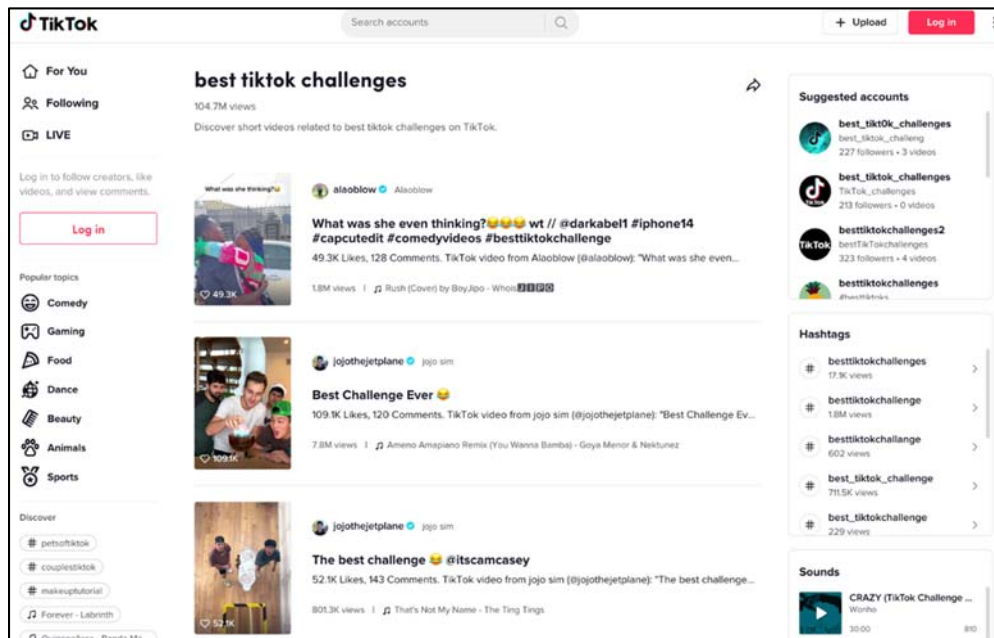 TikTok
Search accounts
+ Upload
Log in
For You
Following
LIVE
Log in to follow creators, like
videos, and view comments.
Log in
Popular topics
Comedy
Gaming
Food
Dance
Beauty
Animals
Sports
Discover
# petsoftiktok
# couplestiktok
# makeuptutorial
Forever - Labrinth
best tiktok challenges
104.7M views
Discover short videos related to best tiktok challenges on TikTok.
What was she thinking?😂
49.3K
alaoblow Alaoblow
What was she even thinking?😂😂😂 wt // @darkabel1 #iphone14
#capcutedit #comedyvideos #besttiktokchallenge
49.3K Likes, 128 Comments. TikTok video from Alaoblow (@alaoblow): "What was she even...
1.8M views | Rush (Cover) by BoyJipo - Whois🅹🅸🅿🅾
109.1K
jojothejetplane jojo sim
Best Challenge Ever 😂
109.1K Likes, 120 Comments. TikTok video from jojo sim (@jojothejetplane): "Best Challenge Ev...
7.8M views | Ameno Amapiano Remix (You Wanna Bamba) - Goya Menor & Nektunez
52.1K
jojothejetplane jojo sim
The best challenge 😂 @itscamcasey
52.1K Likes, 143 Comments. TikTok video from jojo sim (@jojothejetplane): "The best challenge...
801.3K views | That's Not My Name - The Ting Tings
Suggested accounts
best_tikt0k_challenges
best_tiktok_challeng
227 followers • 3 videos
best_tiktok_challenges
TikTok_challenges
213 followers • 0 videos
TikTok
besttiktokchallenges2
bestTikTokchallenges
323 followers • 4 videos
besttiktokchallenges
#besttiktoks
Hashtags
# besttiktokchallenges
17.1K views
# besttiktokchallenge
1.8M views
# besttiktokchallange
602 views
# best_tiktok_challenge
711.5K views
# best_tiktokchallenge
229 views
Sounds
CRAZY (TikTok Challenge ...
Wonho
30:00 810